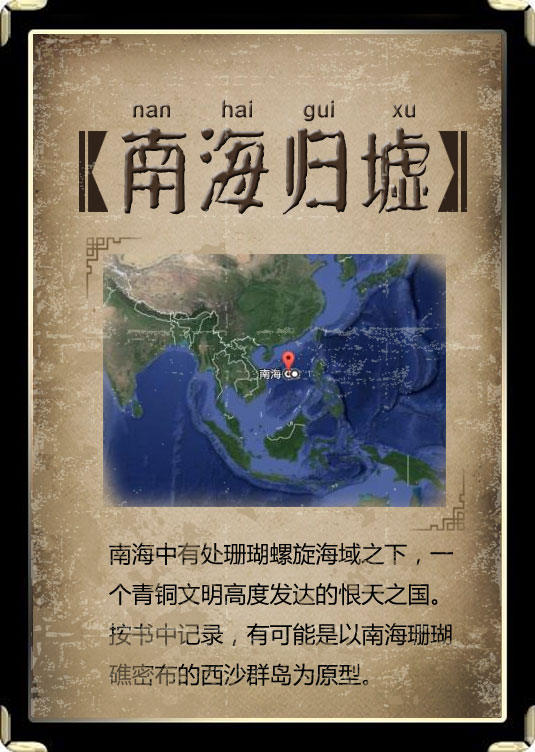 nan hai gui xu
【南海归墟】
南海
南海中有处珊瑚螺旋海域之下，一
个青铜文明高度发达的恨天之国。
按书中记录，有可能是以南海珊瑚
礁密布的西沙群岛为原型。